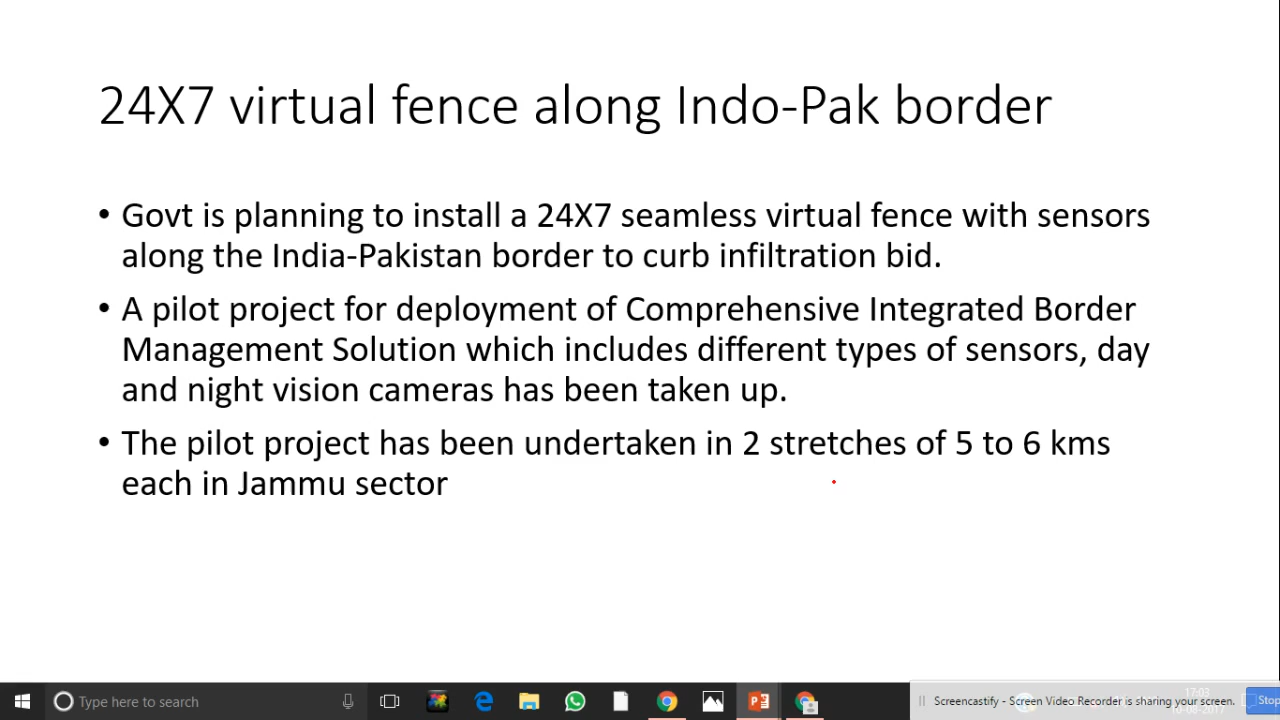 24X7 virtual fence along Indo-Pak border
• Govt is planning to install a 24X7 seamless virtual fence with sensors
along the India-Pakistan border to curb infiltration bid.
• A pilot project for deployment of Comprehensive Integrated Border
Management Solution which includes different types of sensors, day
and night vision cameras has been taken up.
• The pilot project has been undertaken in 2 stretches of 5 to 6 kms
each in Jammu sector
Type here to search
Screencastify - Screen Video Recorder is sharing your screen.
Stop
17:03